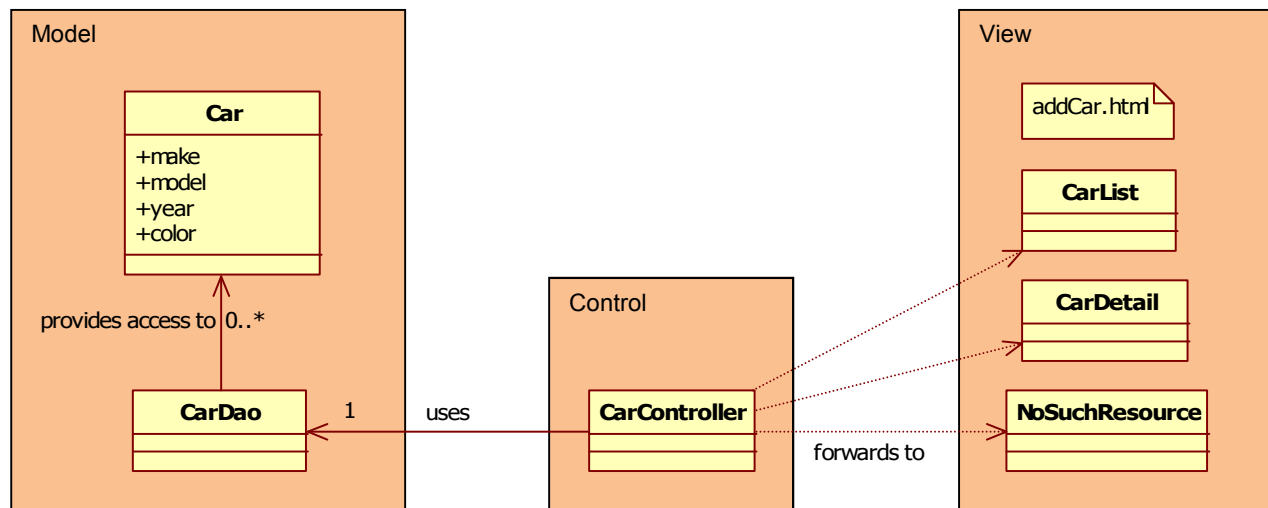 Model
Car
+make
+model
+year
+color
provides access to 0..*
CarDao
1
uses
Control
CarController
forwards to
View
addCar.html
CarList
CarDetail
NoSuchResource